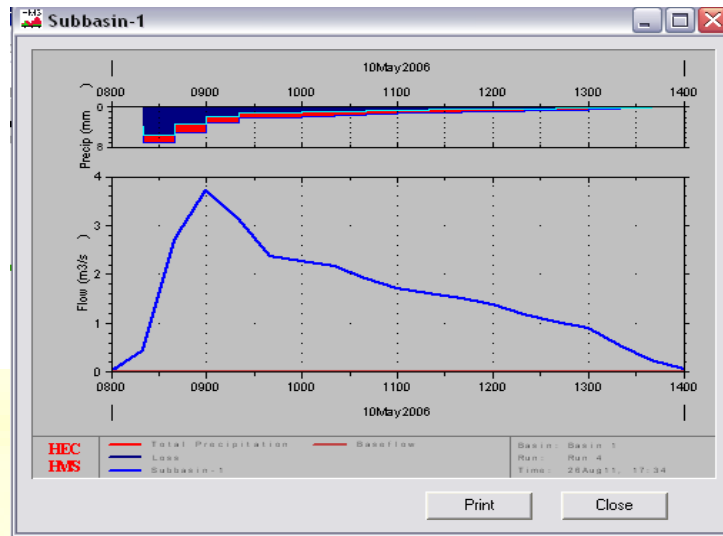 Subbasin-1
10May2006
0800 0900 1000 1100 1200 1300 1400
0
8
Precip (mm )
4
3
2
1
0
Flow (m3/s )
0800 0900 1000 1100 1200 1300 1400
10May2006
HEC
HMS
Total Precipitation Baseflow
Loss
Subbasin-1
Basin: Basin 1
Run: Run 4
Time: 26Aug11, 17:34
Print Close